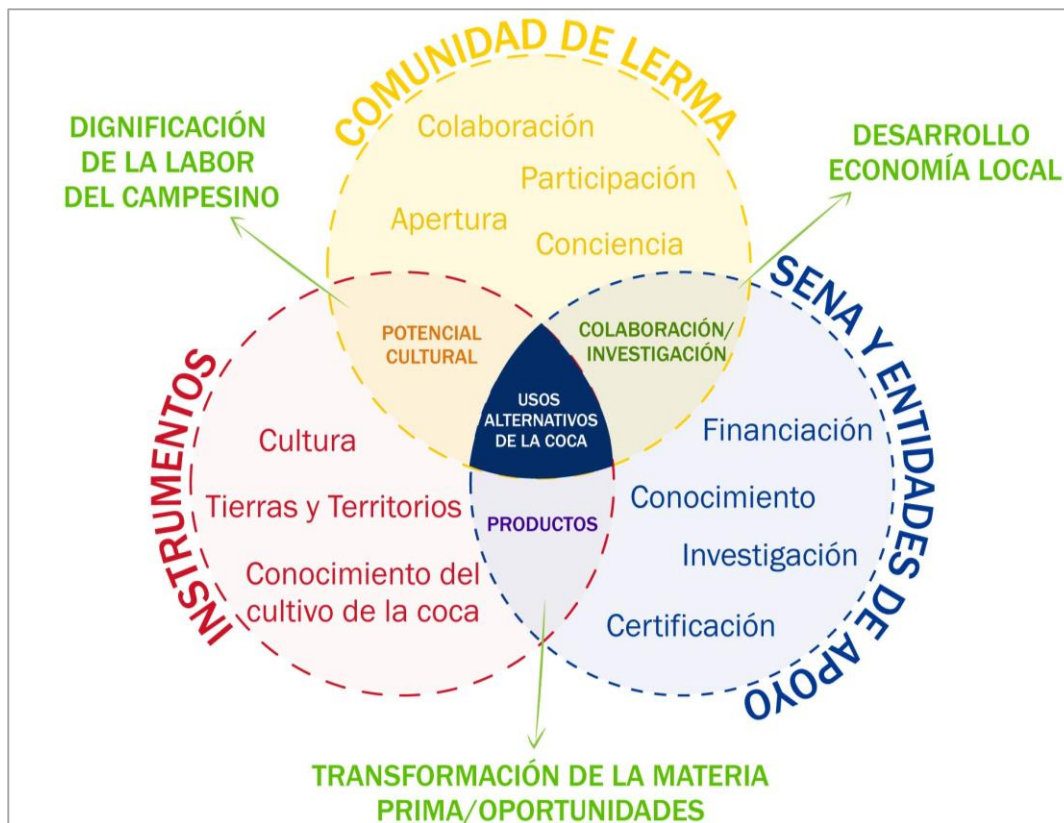 COMUNIDAD DE LERMA
Colaboración
Participación
Apertura
Conciencia
DIGNIFICACIÓN
DE LA LABOR
DEL CAMPESINO
DESARROLLO
ECONOMÍA LOCAL
POTENCIAL
CULTURAL
COLABORACIÓN/
INVESTIGACIÓN
USOS
ALTERNATIVOS
DE LA COCA
INSTRUMENTOS
Cultura
Tierras y Territorios
Conocimiento del
cultivo de la coca
PRODUCTOS
SENA Y ENTIDADES DE APOYO
Financiación
Conocimiento
Investigación
Certificación
TRANSFORMACIÓN DE LA MATERIA
PRIMA/OPORTUNIDADES